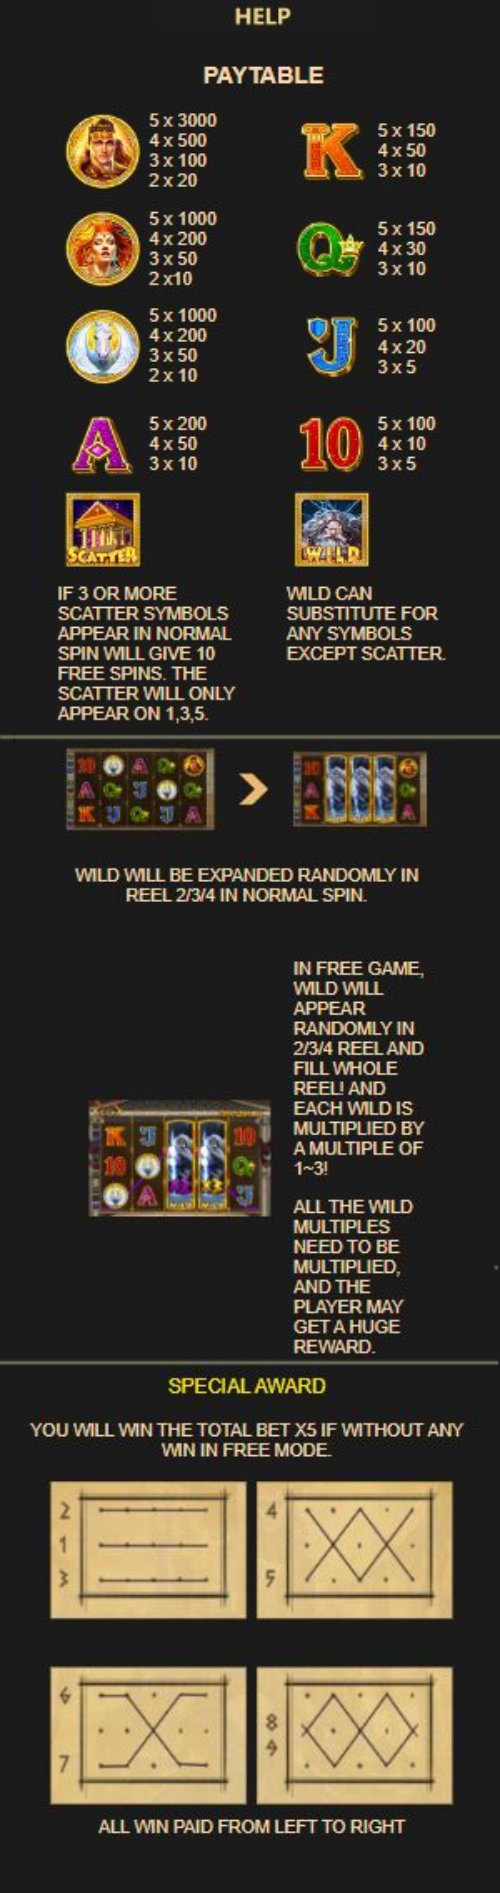 HELP
PAYTABLE
5 x 3000
4 x 500
3 x 100
2 x 20
K
5 x 150
4 x 50
3 x 10
5 x 1000
4 x 200
3 x 50
2 x10
Q
5 x 150
4 x 30
3 x 10
5 x 1000
4 x 200
3 x 50
2 x 10
J
5 x 100
4 x 20
3 x 5
A
5 x 200
4 x 50
3 x 10
10
5 x 100
4 x 10
3 x 5
SCATTER
IF 3 OR MORE
SCATTER SYMBOLS
APPEAR IN NORMAL
SPIN WILL GIVE 10
FREE SPINS. THE
SCATTER WILL ONLY
APPEAR ON 1,3,5.
WILD
WILD CAN
SUBSTITUTE FOR
ANY SYMBOLS
EXCEPT SCATTER.
10 A Q
A Q J Q
K J Q J A
10
A
K A
WILD WILL BE EXPANDED RANDOMLY IN
REEL 2/3/4 IN NORMAL SPIN.
K J 10
10 Q
A J
IN FREE GAME,
WILD WILL
APPEAR
RANDOMLY IN
2/3/4 REEL AND
FILL WHOLE
REEL! AND
EACH WILD IS
MULTIPLIED BY
A MULTIPLE OF
1~3!
ALL THE WILD
MULTIPLES
NEED TO BE
MULTIPLIED,
AND THE
PLAYER MAY
GET A HUGE
REWARD.
SPECIAL AWARD
YOU WILL WIN THE TOTAL BET X5 IF WITHOUT ANY
WIN IN FREE MODE.
2
1
3
4
5
6
7
8
9
ALL WIN PAID FROM LEFT TO RIGHT